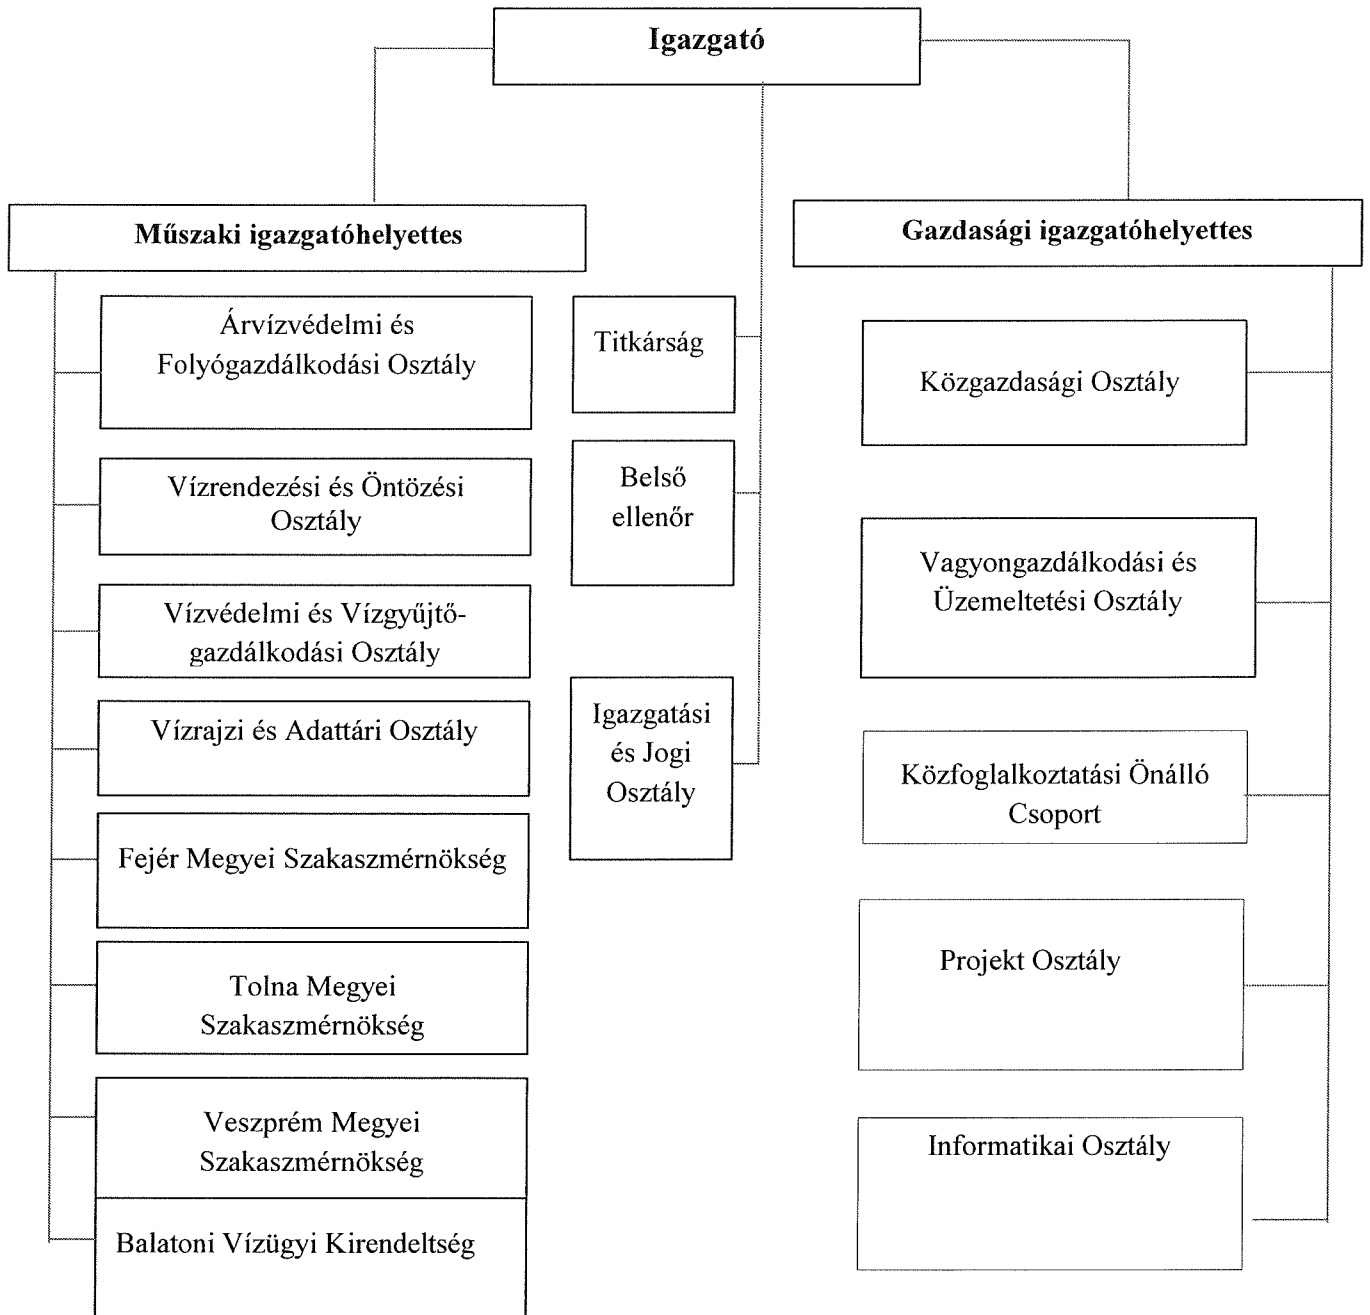 Igazgató
Műszaki igazgatóhelyettes
Árvízvédelmi és
Folyógazdálkodási Osztály
Vízrendezési és Öntözési
Osztály
Vízvédelmi és Vízgyűjtő-
gazdálkodási Osztály
Vízrajzi és Adattári Osztály
Fejér Megyei Szakaszmérnökség
Tolna Megyei
Szakaszmérnökség
Veszprém Megyei
Szakaszmérnökség
Balatoni Vízügyi Kirendeltség
Titkárság
Belső
ellenőr
Igazgatási
és Jogi
Osztály
Gazdasági igazgatóhelyettes
Közgazdasági Osztály
Vagyongazdálkodási és
Üzemeltetési Osztály
Közfoglalkoztatási Önálló
Csoport
Projekt Osztály
Informatikai Osztály